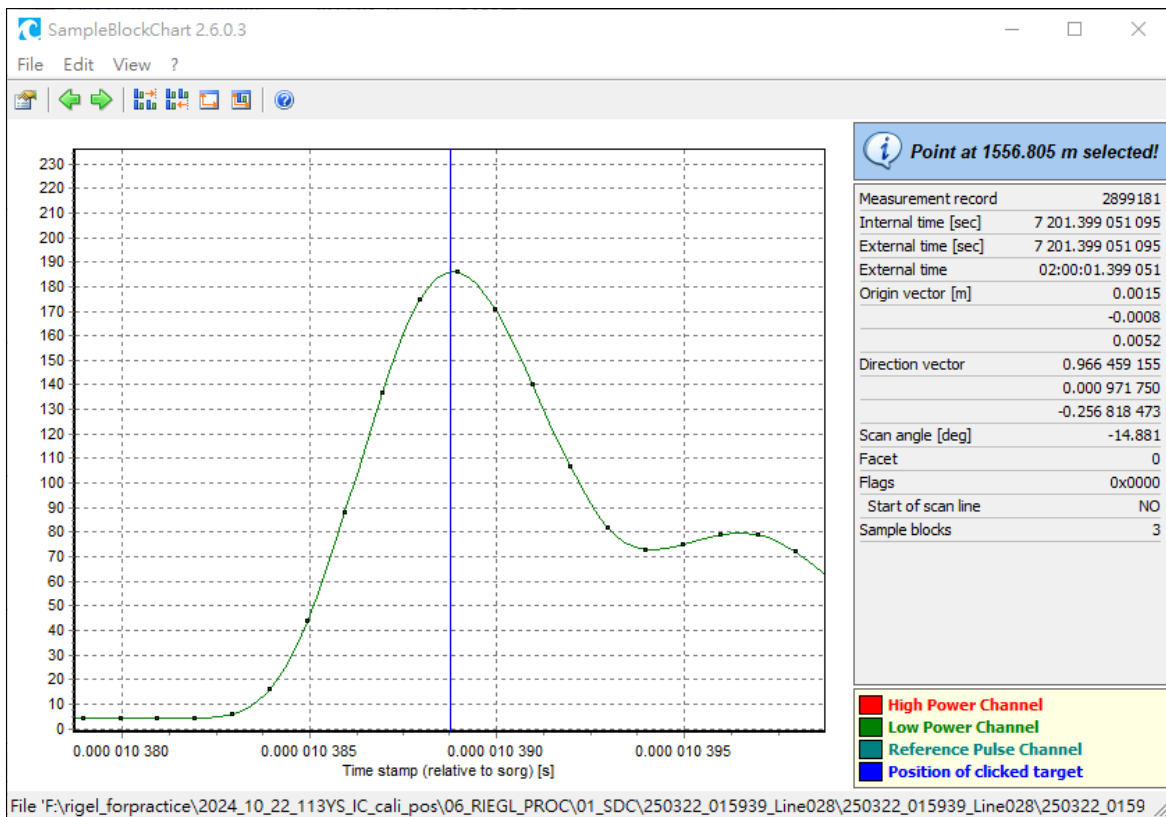 SampleBlockChart 2.6.0.3
File Edit View ?
Point at 1556.805 m selected!
230
220
210
200
190
180
170
160
150
140
130
120
110
100
90
80
70
60
50
40
30
20
10
0
0.000 010 380 0.000 010 385 0.000 010 390 0.000 010 395
Time stamp (relative to sorg) [s]
Measurement record 2899181
Internal time [sec] 7 201.399 051 095
External time [sec] 7 201.399 051 095
External time 02:00:01.399 051
Origin vector [m] 0.0015
-0.0008
0.0052
Direction vector 0.966 459 155
0.000 971 750
-0.256 818 473
Scan angle [deg] -14.881
Facet 0
Flags 0x0000
Start of scan line NO
Sample blocks 3
High Power Channel
Low Power Channel
Reference Pulse Channel
Position of clicked target
File 'F:\rigel_forpractice\2024_10_22_113YS_IC_cali_pos\06_RIEGL_PROC\01_SDC\250322_015939_Line028\250322_015939_Line028\250322_0159